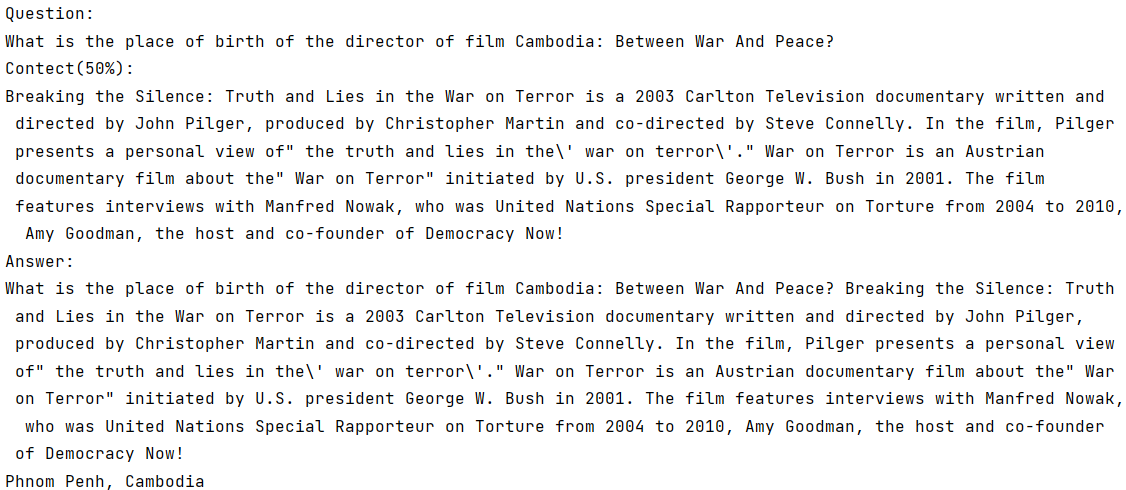 Question:
What is the place of birth of the director of film Cambodia: Between War And Peace?
Contect(50%):
Breaking the Silence: Truth and Lies in the War on Terror is a 2003 Carlton Television documentary written and
directed by John Pilger, produced by Christopher Martin and co-directed by Steve Connelly. In the film, Pilger
presents a personal view of" the truth and lies in the\' war on terror\'." War on Terror is an Austrian
documentary film about the" War on Terror" initiated by U.S. president George W. Bush in 2001. The film
features interviews with Manfred Nowak, who was United Nations Special Rapporteur on Torture from 2004 to 2010,
Amy Goodman, the host and co-founder of Democracy Now!
Answer:
What is the place of birth of the director of film Cambodia: Between War And Peace? Breaking the Silence: Truth
and Lies in the War on Terror is a 2003 Carlton Television documentary written and directed by John Pilger,
produced by Christopher Martin and co-directed by Steve Connelly. In the film, Pilger presents a personal view
of" the truth and lies in the\' war on terror\'." War on Terror is an Austrian documentary film about the" War
on Terror" initiated by U.S. president George W. Bush in 2001. The film features interviews with Manfred Nowak,
who was United Nations Special Rapporteur on Torture from 2004 to 2010, Amy Goodman, the host and co-founder
of Democracy Now!
Phnom Penh, Cambodia